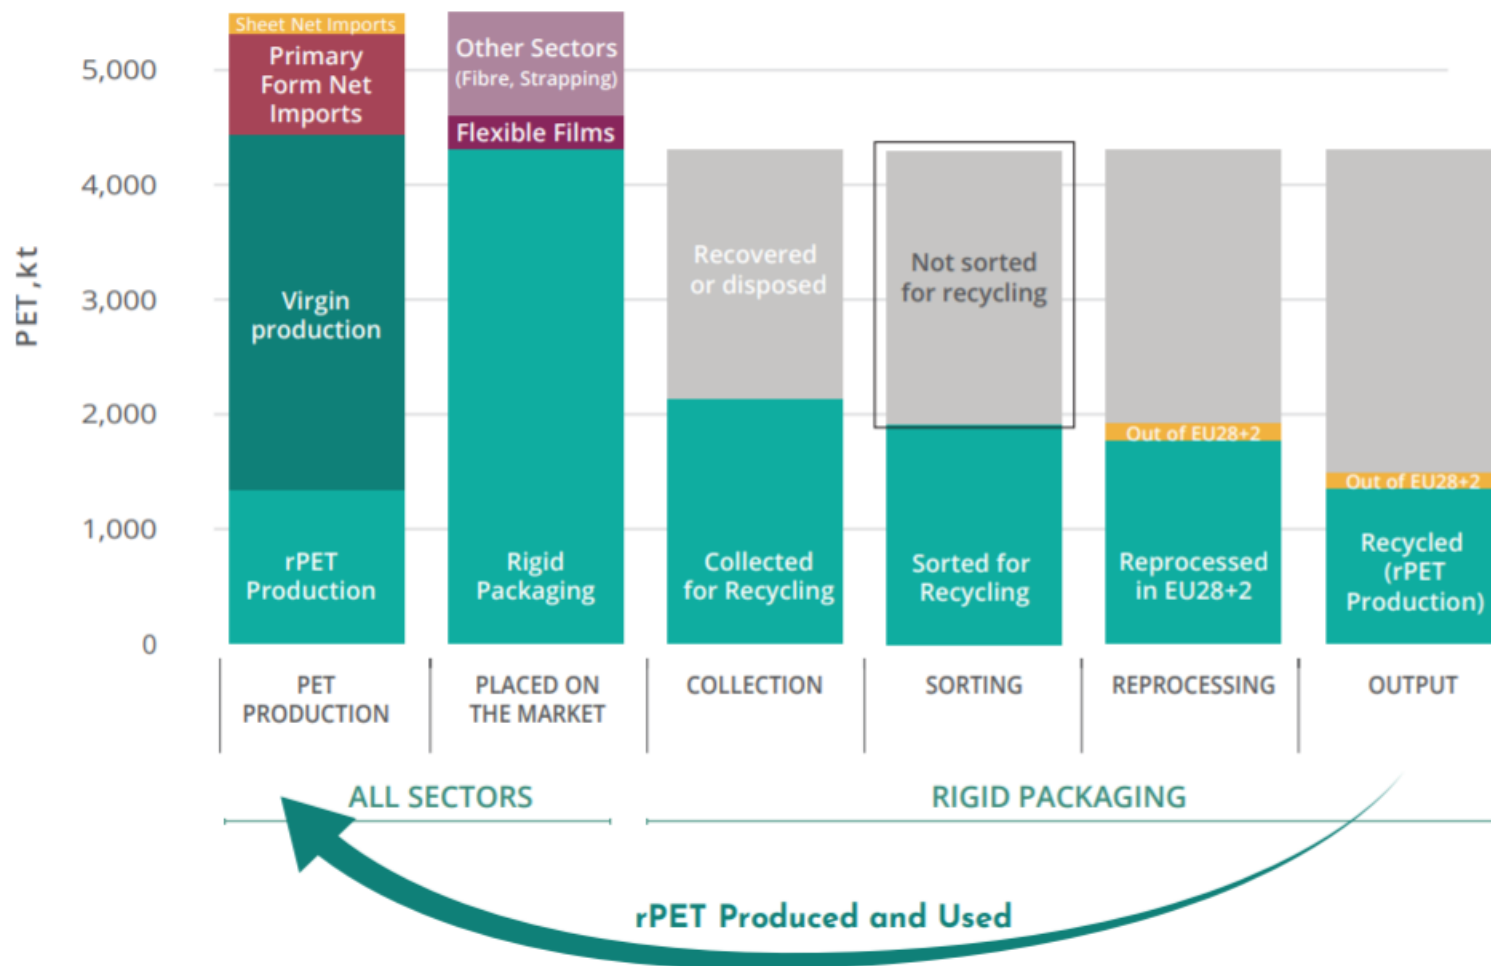 Sheet Net Imports
Primary
Form Net
Imports
Virgin
production
rPET
Production
Other Sectors
(Fibre, Strapping)
Flexible Films
Rigid
Packaging
Recovered
or disposed
Collected
for Recycling
Not sorted
for recycling
Sorted for
Recycling
Out of EU28+2
Reprocessed
in EU28+2
Out of EU28+2
Recycled
(rPET
Production)
PET,kt
5,000
4,000
3,000
2,000
1,000
0
PET
PRODUCTION
PLACED ON
THE MARKET
COLLECTION
SORTING
REPROCESSING
OUTPUT
ALL SECTORS
RIGID PACKAGING
rPET Produced and Used